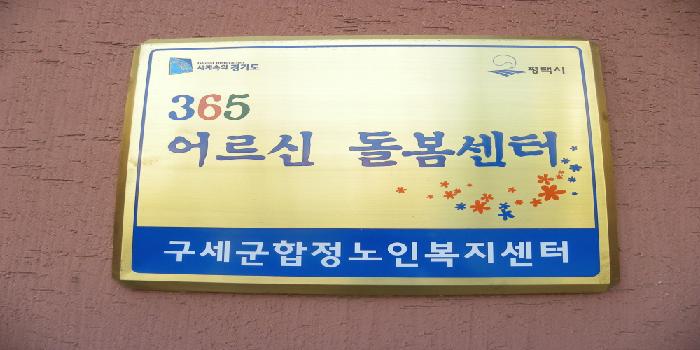 세계속의 경기도
평택시
365
어르신 돌봄센터
구세군합정노인복지센터